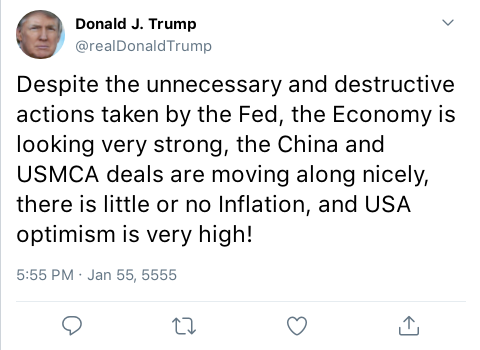 Donald J. Trump
@realDonaldTrump
Despite the unnecessary and destructive
actions taken by the Fed, the Economy is
looking very strong, the China and
USMCA deals are moving along nicely,
there is little or no Inflation, and USA
optimism is very high!
5:55 PM · Jan 55, 5555